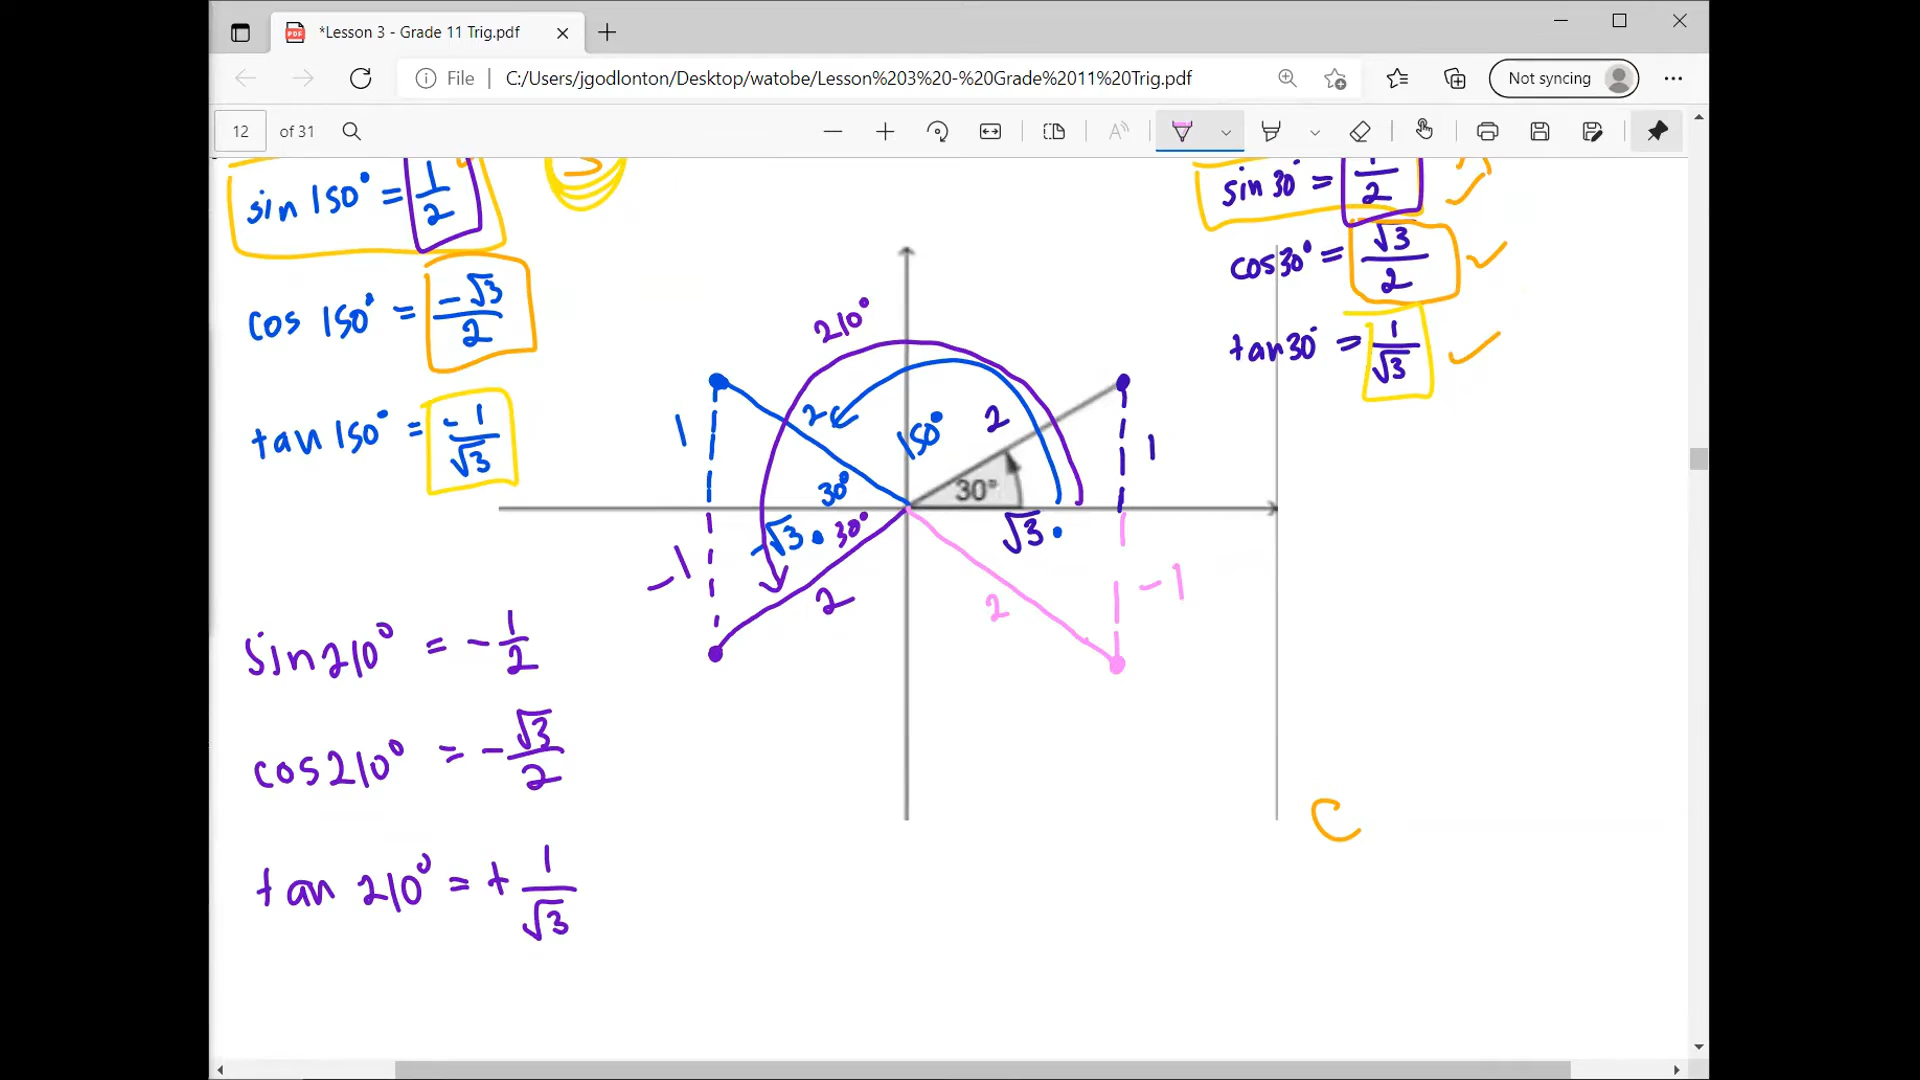 *Lesson 3 - Grade 11 Trig.pdf
File | C:/Users/jgodlonton/Desktop/watobe/Lesson%203%20-%20Grade%2011%20Trig.pdf
Not syncing
12 of 31
sin 150° = 1/2
cos 150° = -√3/2
tan 150° = -1/√3
sin 30° = 1/2
cos 30° = √3/2
tan 30° = 1/√3
210°
2
150°
2
1
1
30°
30°
-√3
30°
√3
-1
2
2
-1
sin 210° = -1/2
cos 210° = -√3/2
tan 210° = +1/√3
C